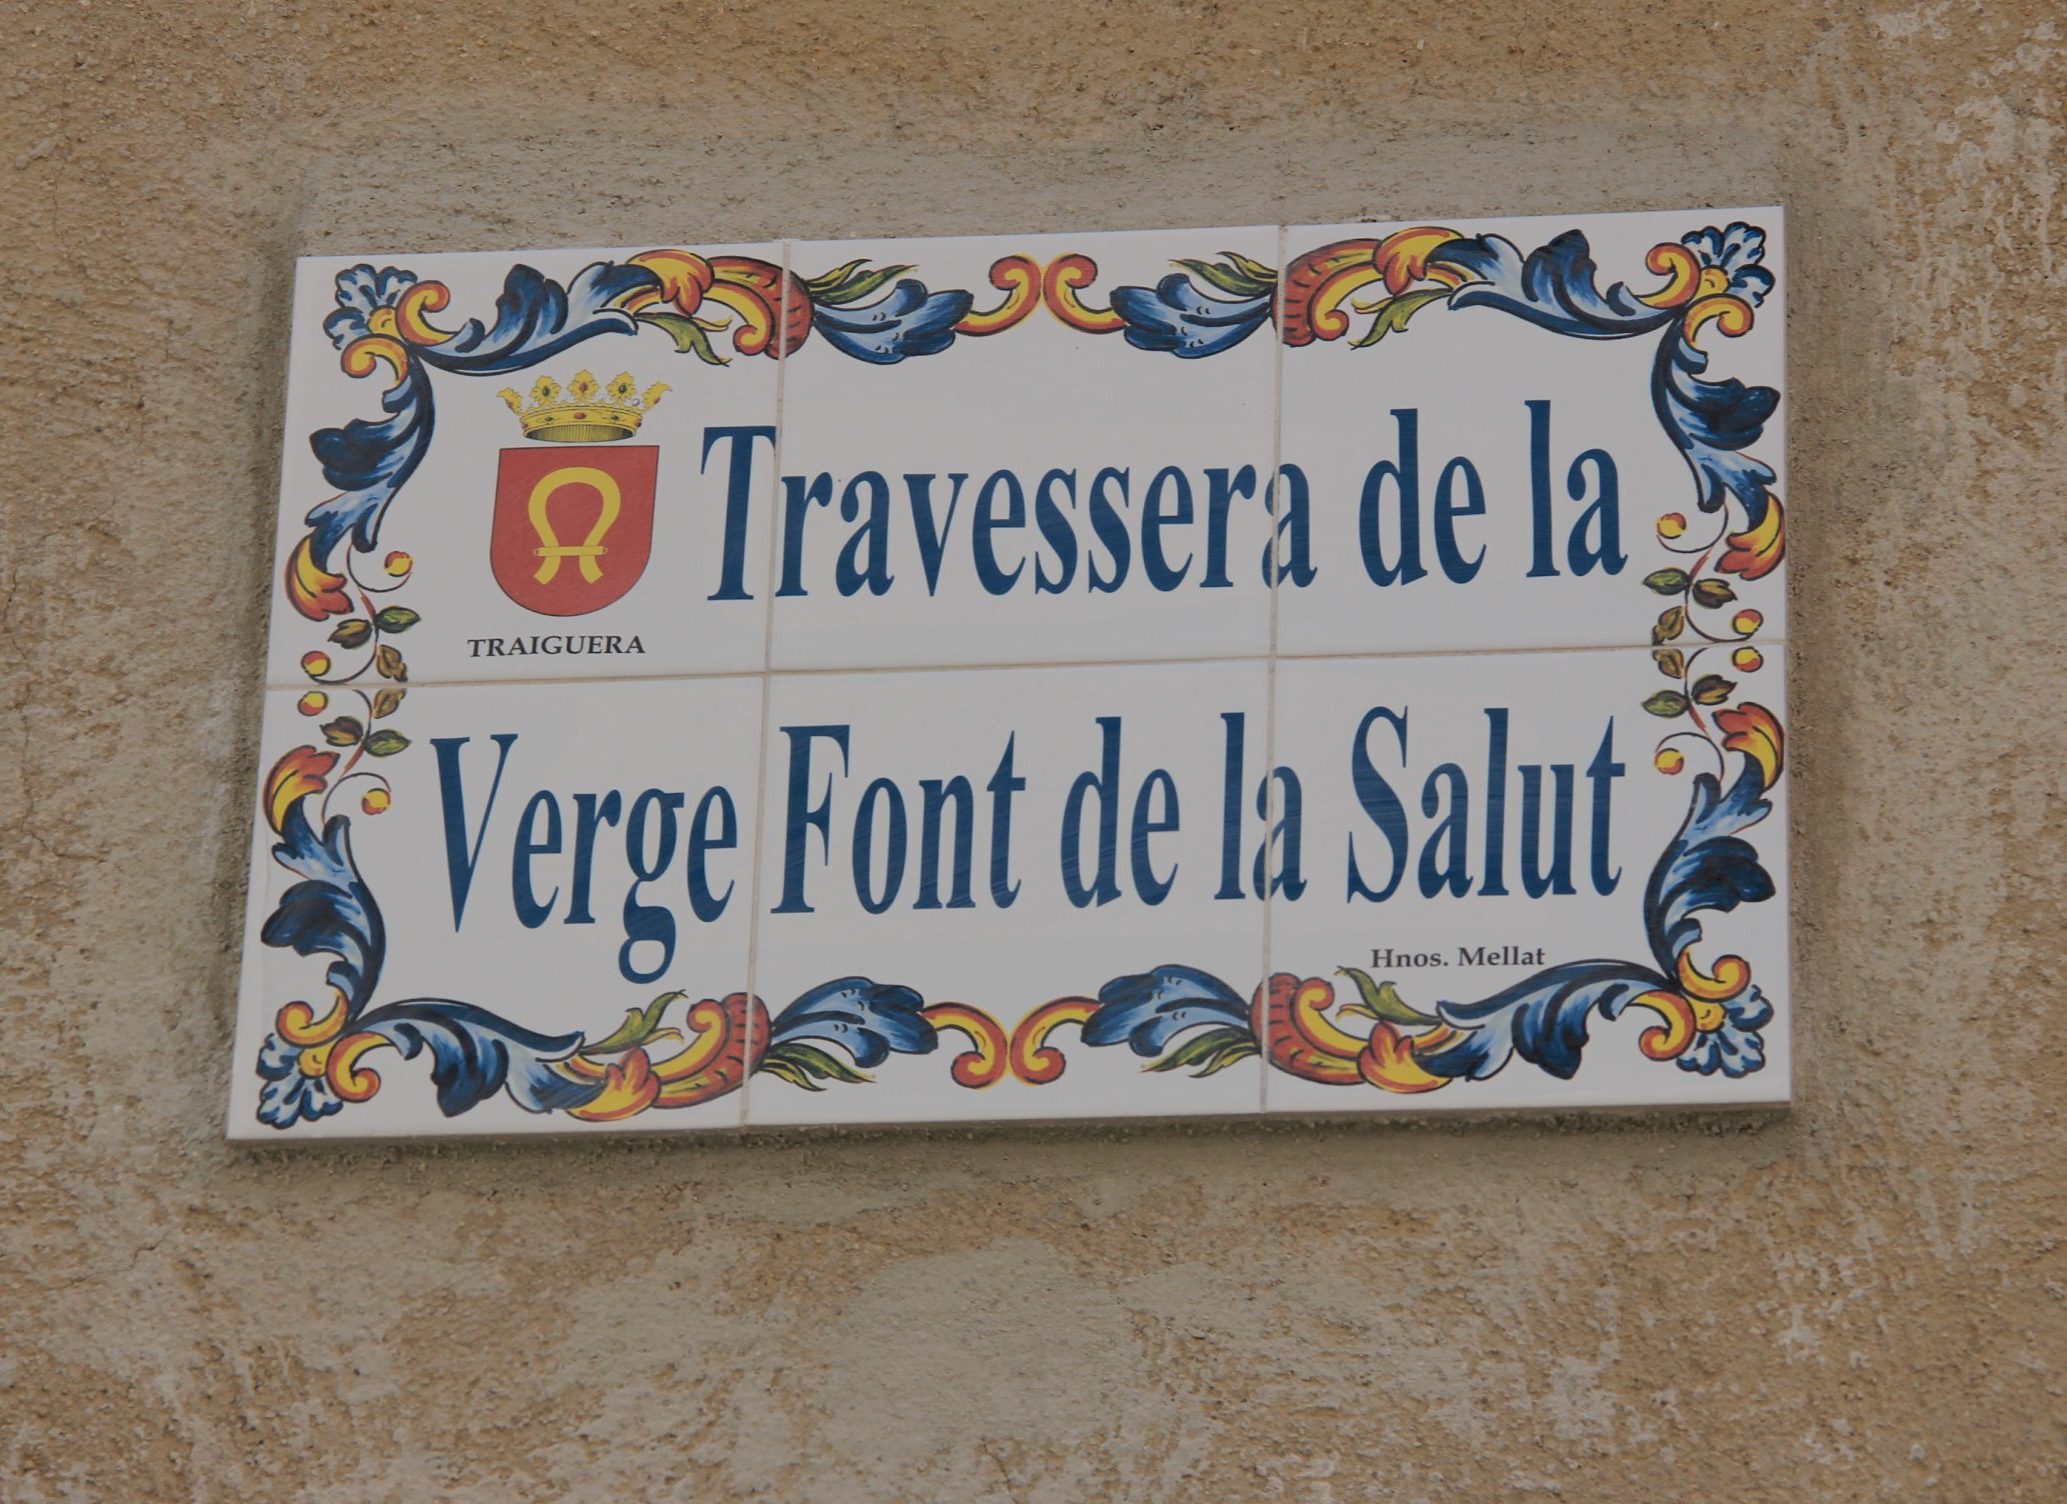 Travessera de la
TRAIGUERA
Verge Font de la Salut
Hnos. Mellat